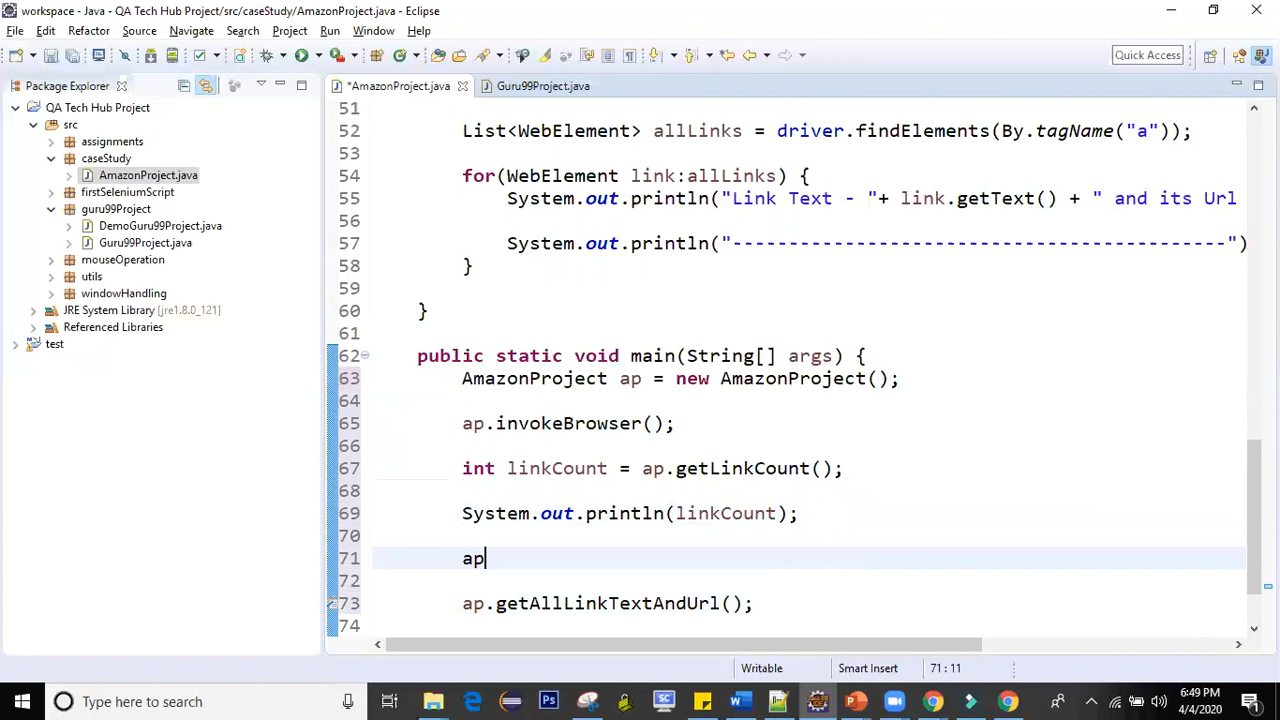 workspace - Java - QA Tech Hub Project/src/caseStudy/AmazonProject.java - Eclipse
File Edit Refactor Source Navigate Search Project Run Window Help
Quick Access
Package Explorer
*AmazonProject.java
Guru99Project.java
QA Tech Hub Project
src
assignments
caseStudy
AmazonProject.java
firstSeleniumScript
guru99Project
DemoGuru99Project.java
Guru99Project.java
mouseOperation
utils
windowHandling
JRE System Library [jre1.8.0_121]
Referenced Libraries
test
51
52 List<WebElement> allLinks = driver.findElements(By.tagName("a"));
53
54 for(WebElement link:allLinks) {
55 System.out.println("Link Text - "+ link.getText() + " and its Url
56
57 System.out.println("--------------------------------------------")
58 }
59
60 }
61
62 public static void main(String[] args) {
63 AmazonProject ap = new AmazonProject();
64
65 ap.invokeBrowser();
66
67 int linkCount = ap.getLinkCount();
68
69 System.out.println(linkCount);
70
71 ap
72
73 ap.getAllLinkTextAndUrl();
74
Writable Smart Insert 71 : 11
Type here to search
6:49 PM
4/4/2020